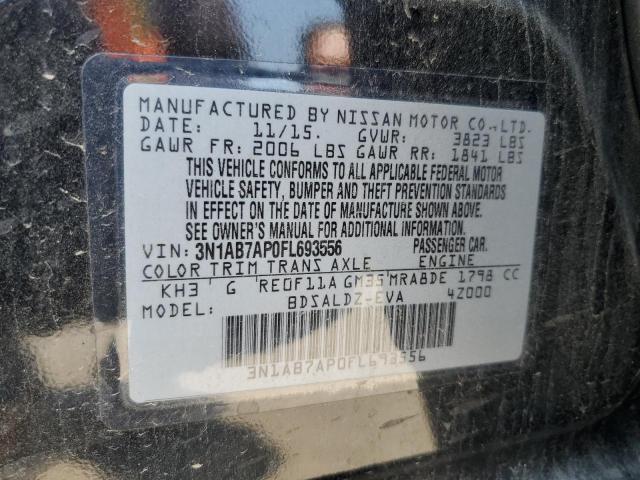 MANUFACTURED BY NISSAN MOTOR CO., LTD.
DATE: 11/15. GVWR: 3823 LBS
GAWR FR: 2006 LBS GAWR RR: 1841 LBS
THIS VEHICLE CONFORMS TO ALL APPLICABLE FEDERAL MOTOR
VEHICLE SAFETY, BUMPER AND THEFT PREVENTION STANDARDS
IN EFFECT ON THE DATE OF MANUFACTURE SHOWN ABOVE.
SEE OWNER'S MANUAL FOR ADDITIONAL INFORMATION.
VIN: 3N1AB7AP0FL693556 PASSENGER CAR.
COLOR TRIM TRANS AXLE ENGINE
KH3 G RE0F11A GM35 MRA8DE 1798 CC
MODEL: BDSALDZ-EVA 4Z000
3N1AB7AP0FL693556